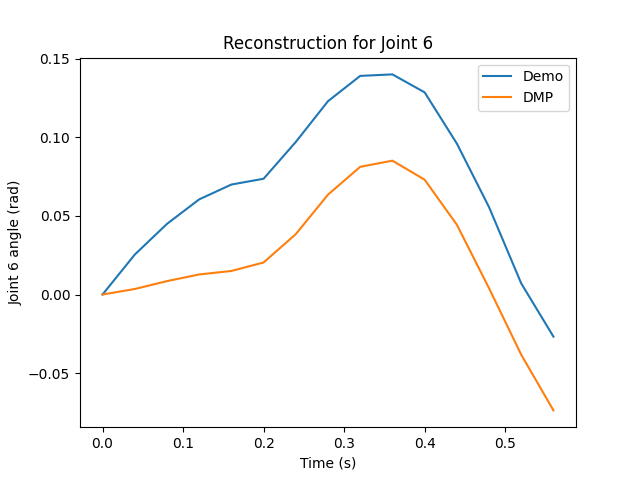 Reconstruction for Joint 6
Demo
DMP
Joint 6 angle (rad)
0.15
0.10
0.05
0.00
−0.05
0.0
0.1
0.2
0.3
0.4
0.5
Time (s)